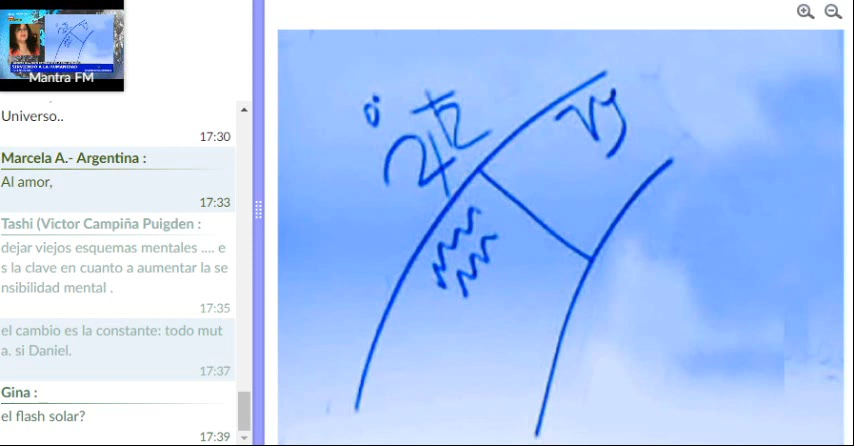 Mantra FM
Universo..
17:30
Marcela A.- Argentina :
Al amor,
17:33
Tashi (Victor Campiña Puigden :
dejar viejos esquemas mentales .... e
s la clave en cuanto a aumentar la se
nsibilidad mental .
17:35
el cambio es la constante: todo mut
a. si Daniel.
17:37
Gina :
el flash solar?
17:39